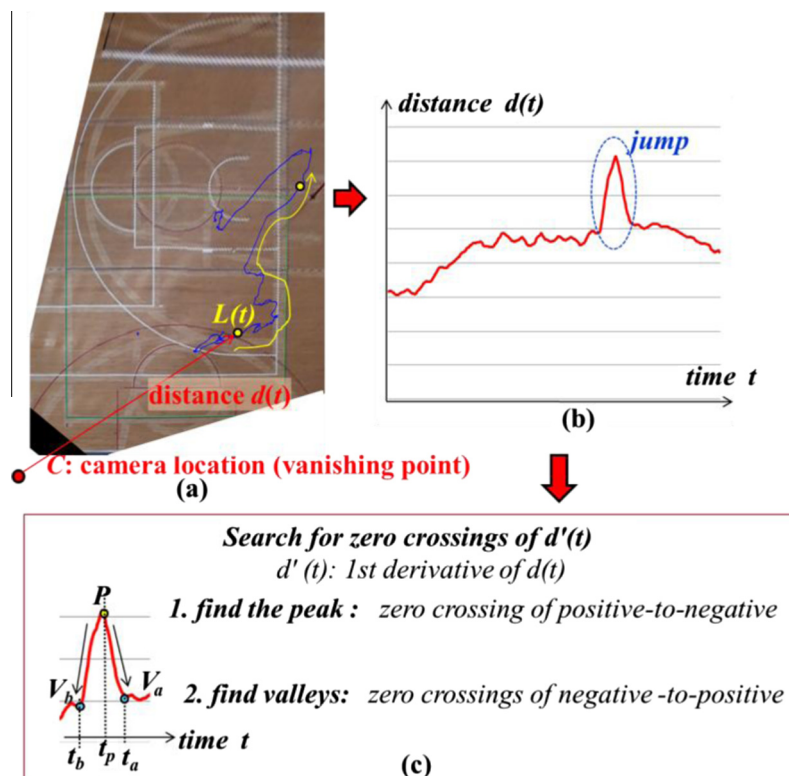 L(t)
distance d(t)
C: camera location (vanishing point)
(a)
distance d(t)
jump
time t
(b)
Search for zero crossings of d'(t)
d' (t): 1st derivative of d(t)
P
1. find the peak : zero crossing of positive-to-negative
V_b
V_a
2. find valleys: zero crossings of negative -to-positive
time t
t_b t_p t_a
(c)